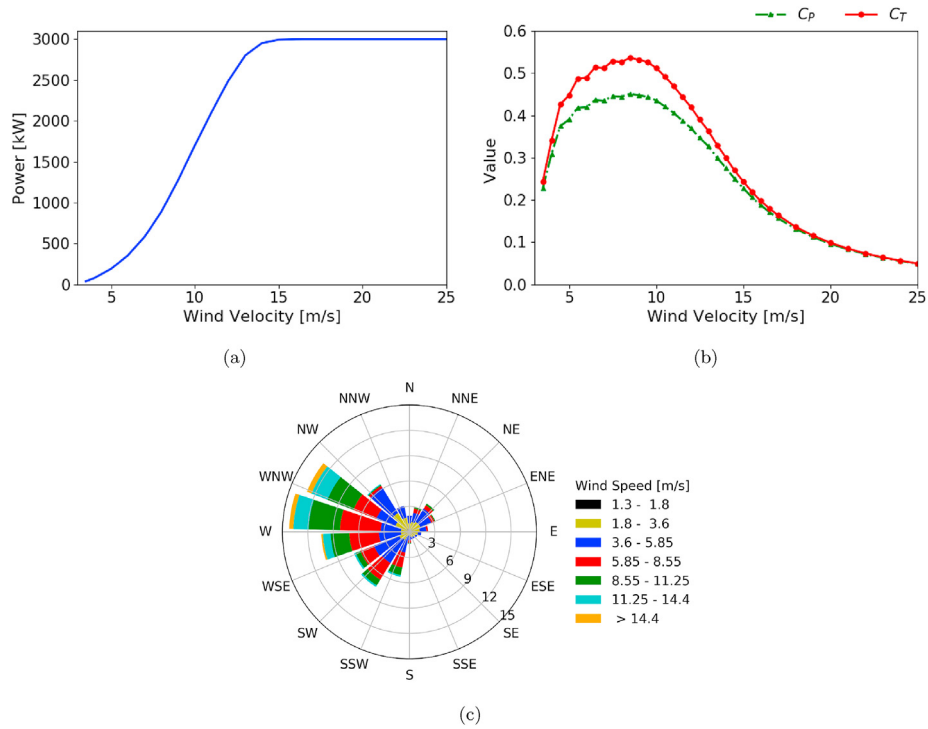 C_P C_T
3000
2500
2000
1500
1000
500
0
Power [kW]
5 10 15 20 25
Wind Velocity [m/s]
(a)
0.6
0.5
0.4
0.3
0.2
0.1
0.0
Value
5 10 15 20 25
Wind Velocity [m/s]
(b)
N
NNE
NE
ENE
E
ESE
SE
SSE
S
SSW
SW
WSE
W
WNW
NW
NNW
3
6
9
12
15
Wind Speed [m/s]
1.3 - 1.8
1.8 - 3.6
3.6 - 5.85
5.85 - 8.55
8.55 - 11.25
11.25 - 14.4
> 14.4
(c)